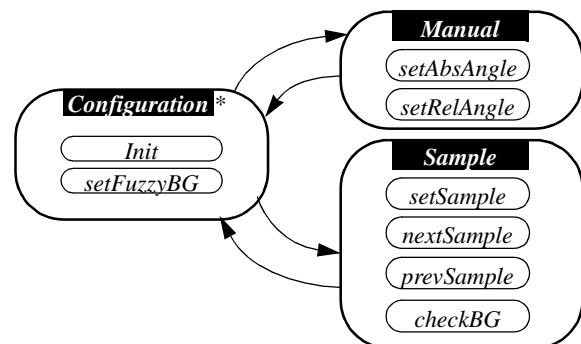 Configuration *
Init
setFuzzyBG
Manual
setAbsAngle
setRelAngle
Sample
setSample
nextSample
prevSample
checkBG